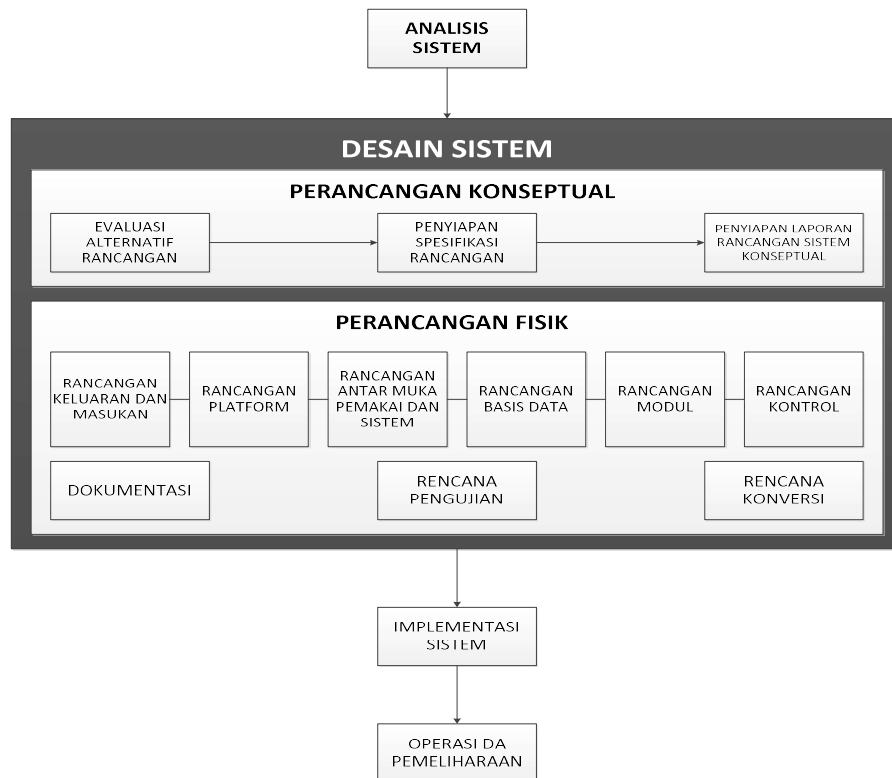 ANALISIS
SISTEM
DESAIN SISTEM
PERANCANGAN KONSEPTUAL
EVALUASI
ALTERNATIF
RANCANGAN
PENYIAPAN
SPESIFIKASI
RANCANGAN
PENYIAPAN LAPORAN
RANCANGAN SISTEM
KONSEPTUAL
PERANCANGAN FISIK
RANCANGAN
KELUARAN DAN
MASUKAN
RANCANGAN
PLATFORM
RANCANGAN
ANTAR MUKA
PEMAKAI DAN
SISTEM
RANCANGAN
BASIS DATA
RANCANGAN
MODUL
RANCANGAN
KONTROL
DOKUMENTASI
RENCANA
PENGUJIAN
RENCANA
KONVERSI
IMPLEMENTASI
SISTEM
OPERASI DA
PEMELIHARAAN